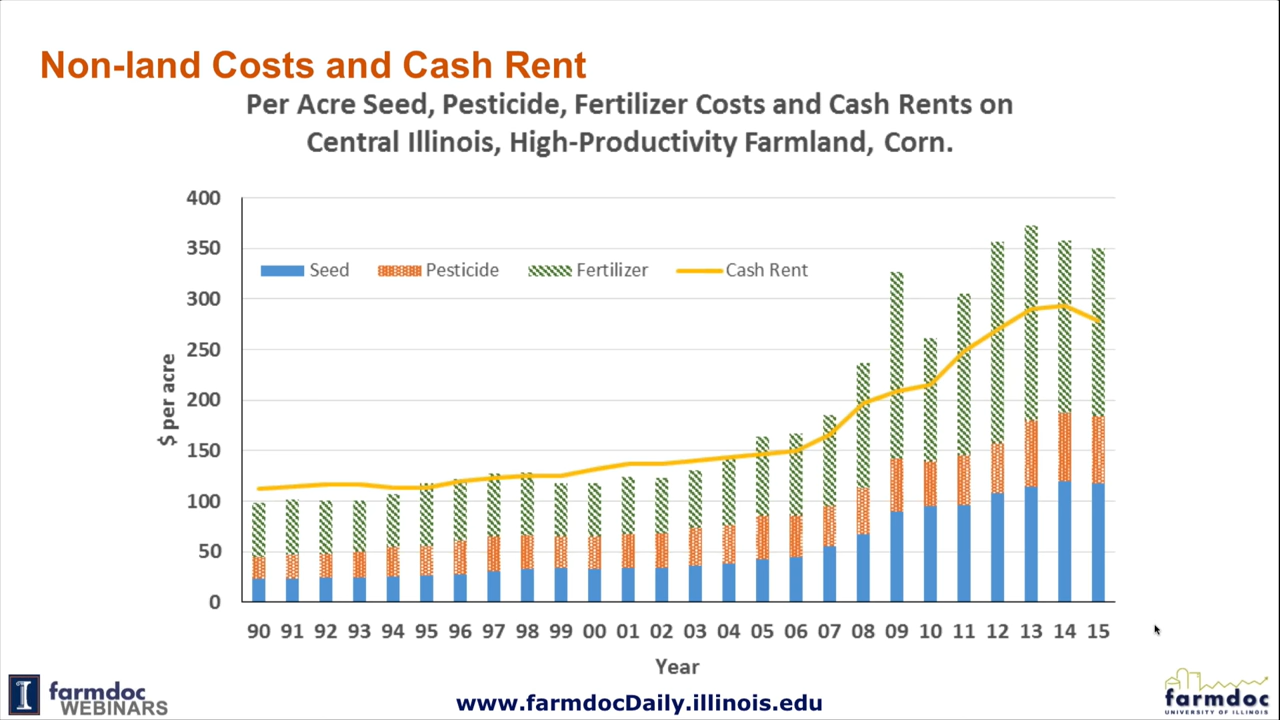 Non-land Costs and Cash Rent
Per Acre Seed, Pesticide, Fertilizer Costs and Cash Rents on
Central Illinois, High-Productivity Farmland, Corn.
400
350
300
250
200
150
100
50
0
$ per acre
Seed Pesticide Fertilizer Cash Rent
90 91 92 93 94 95 96 97 98 99 00 01 02 03 04 05 06 07 08 09 10 11 12 13 14 15
Year
I
farmdoc
WEBINARS
www.farmdocDaily.illinois.edu
farmdoc
UNIVERSITY OF ILLINOIS